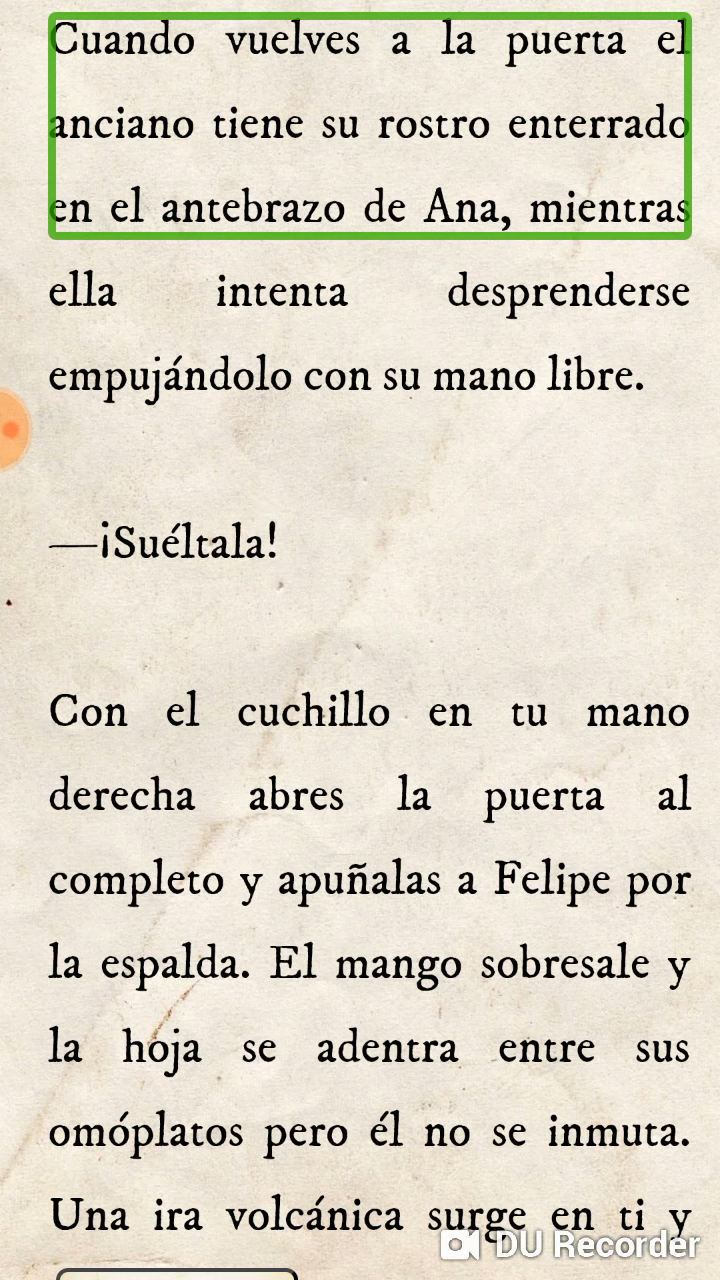 Cuando vuelves a la puerta el
anciano tiene su rostro enterrado
en el antebrazo de Ana, mientras
ella intenta desprenderse
empujándolo con su mano libre.
—¡Suéltala!
Con el cuchillo en tu mano
derecha abres la puerta al
completo y apuñalas a Felipe por
la espalda. El mango sobresale y
la hoja se adentra entre sus
omóplatos pero él no se inmuta.
Una ira volcánica surge en ti y
DU Recorder